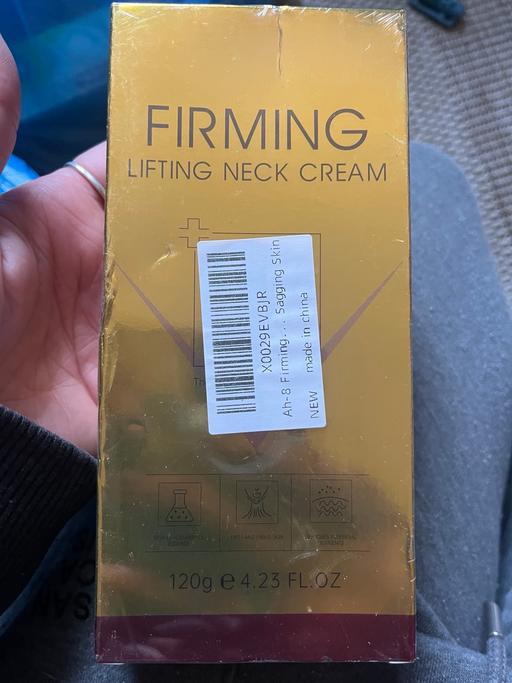 FIRMING
LIFTING NECK CREAM
X0029EVBJR
Ah-8 Firming... Sagging Skin
NEW made in china
120g e 4.23 FL.OZ